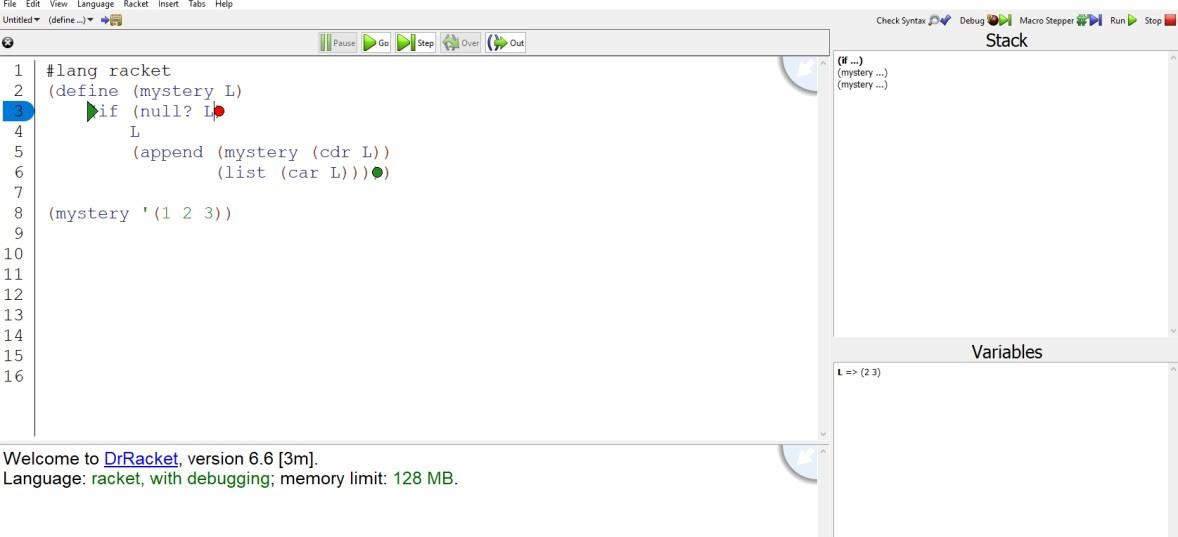 File Edit View Language Racket Insert Tabs Help
Untitled (define ...) Check Syntax Debug Macro Stepper Run Stop
Pause Go Step Over Out
Stack
(if ...)
(mystery ...)
(mystery ...)
1 #lang racket
2 (define (mystery L)
3 if (null? L
4 L
5 (append (mystery (cdr L))
6 (list (car L))) )
7
8 (mystery '(1 2 3))
9
10
11
12
13
14
15
16
Variables
L => (2 3)
Welcome to DrRacket, version 6.6 [3m].
Language: racket, with debugging; memory limit: 128 MB.